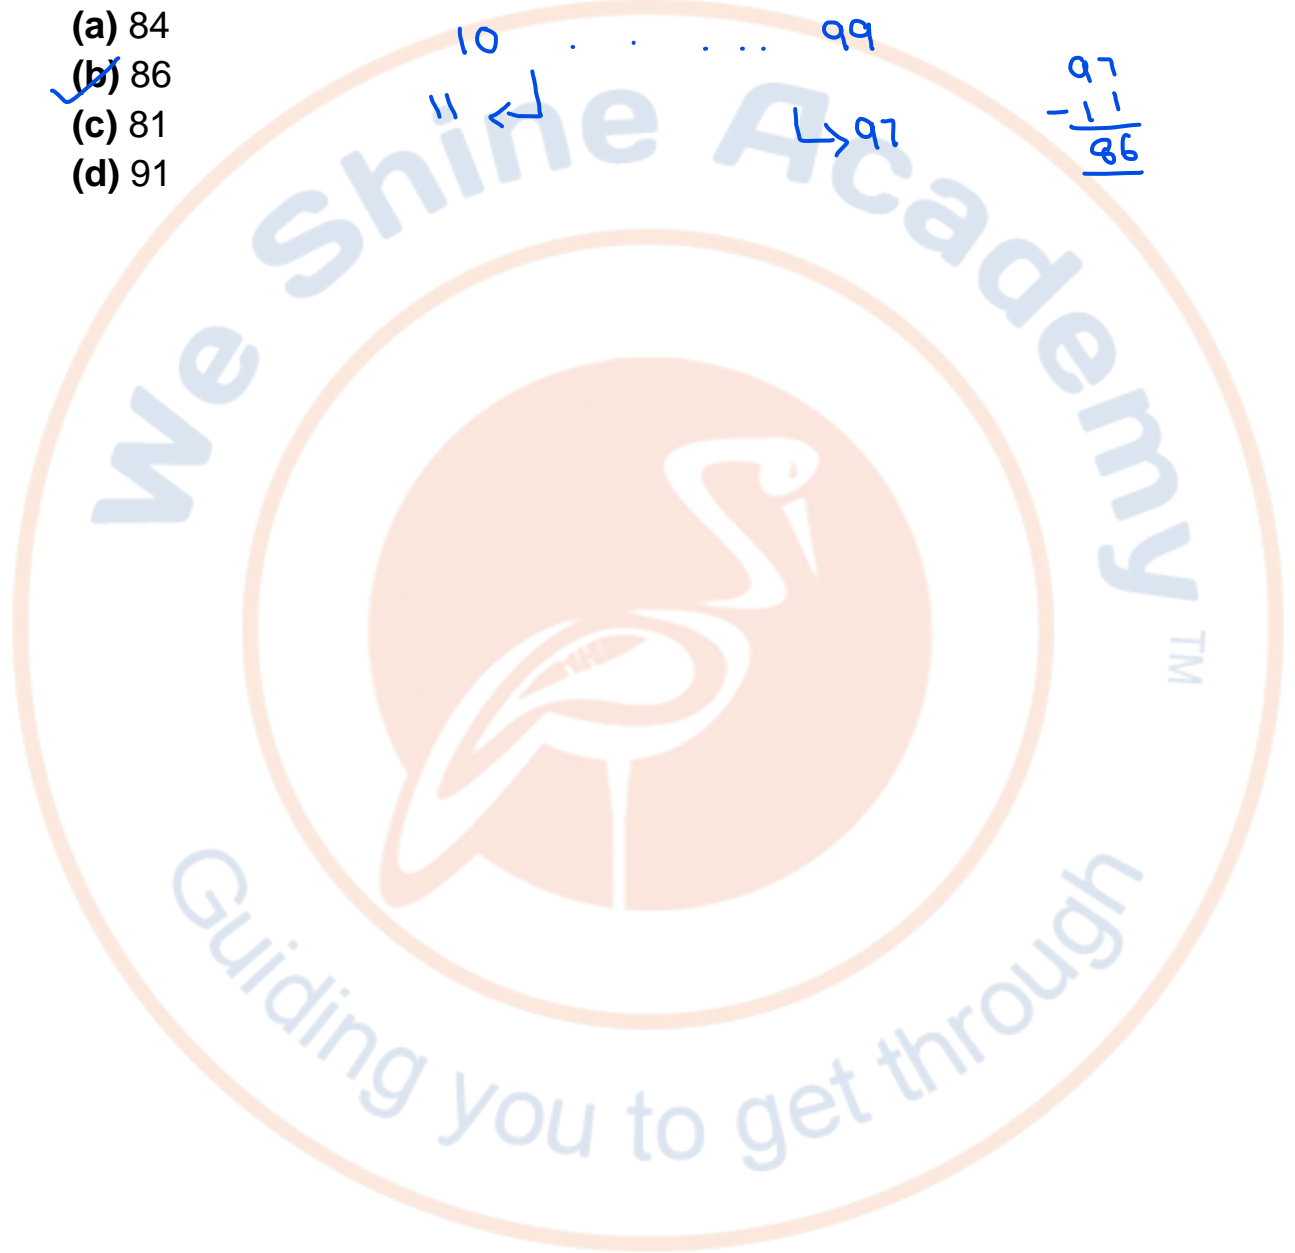 (a) 84
(b) 86
(c) 81
(d) 91
10 . . . ... 99
11
97
97
- 11
86
We Shine Academy TM
Guiding you to get through